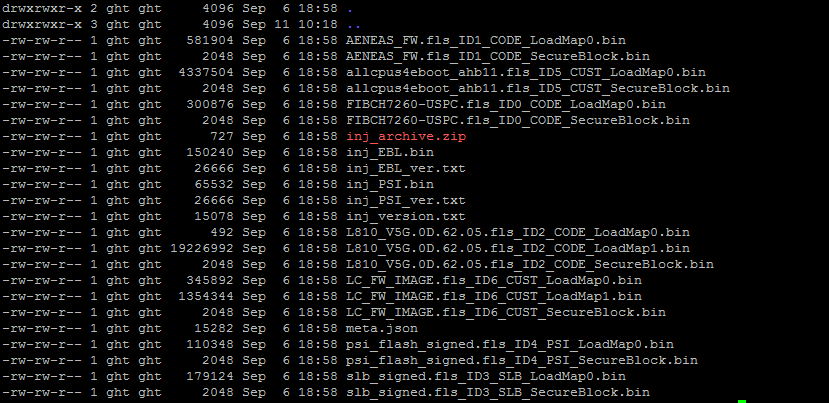 drwxrwxr-x 2 ght ght     4096 Sep  6 18:58 .
drwxrwxr-x 3 ght ght     4096 Sep 11 10:18 ..
-rw-rw-r-- 1 ght ght   581904 Sep  6 18:58 AENEAS_FW.fls_ID1_CODE_LoadMap0.bin
-rw-rw-r-- 1 ght ght     2048 Sep  6 18:58 AENEAS_FW.fls_ID1_CODE_SecureBlock.bin
-rw-rw-r-- 1 ght ght  4337504 Sep  6 18:58 allcpus4eboot_ahb11.fls_ID5_CUST_LoadMap0.bin
-rw-rw-r-- 1 ght ght     2048 Sep  6 18:58 allcpus4eboot_ahb11.fls_ID5_CUST_SecureBlock.bin
-rw-rw-r-- 1 ght ght   300876 Sep  6 18:58 FIBCH7260-USPC.fls_ID0_CODE_LoadMap0.bin
-rw-rw-r-- 1 ght ght     2048 Sep  6 18:58 FIBCH7260-USPC.fls_ID0_CODE_SecureBlock.bin
-rw-rw-r-- 1 ght ght      727 Sep  6 18:58 inj_archive.zip
-rw-rw-r-- 1 ght ght   150240 Sep  6 18:58 inj_EBL.bin
-rw-rw-r-- 1 ght ght    26666 Sep  6 18:58 inj_EBL_ver.txt
-rw-rw-r-- 1 ght ght    65532 Sep  6 18:58 inj_PSI.bin
-rw-rw-r-- 1 ght ght    26666 Sep  6 18:58 inj_PSI_ver.txt
-rw-rw-r-- 1 ght ght    15078 Sep  6 18:58 inj_version.txt
-rw-rw-r-- 1 ght ght      492 Sep  6 18:58 L810_V5G.0D.62.05.fls_ID2_CODE_LoadMap0.bin
-rw-rw-r-- 1 ght ght 19226992 Sep  6 18:58 L810_V5G.0D.62.05.fls_ID2_CODE_LoadMap1.bin
-rw-rw-r-- 1 ght ght     2048 Sep  6 18:58 L810_V5G.0D.62.05.fls_ID2_CODE_SecureBlock.bin
-rw-rw-r-- 1 ght ght   345892 Sep  6 18:58 LC_FW_IMAGE.fls_ID6_CUST_LoadMap0.bin
-rw-rw-r-- 1 ght ght  1354344 Sep  6 18:58 LC_FW_IMAGE.fls_ID6_CUST_LoadMap1.bin
-rw-rw-r-- 1 ght ght     2048 Sep  6 18:58 LC_FW_IMAGE.fls_ID6_CUST_SecureBlock.bin
-rw-rw-r-- 1 ght ght    15282 Sep  6 18:58 meta.json
-rw-rw-r-- 1 ght ght   110348 Sep  6 18:58 psi_flash_signed.fls_ID4_PSI_LoadMap0.bin
-rw-rw-r-- 1 ght ght     2048 Sep  6 18:58 psi_flash_signed.fls_ID4_PSI_SecureBlock.bin
-rw-rw-r-- 1 ght ght   179124 Sep  6 18:58 slb_signed.fls_ID3_SLB_LoadMap0.bin
-rw-rw-r-- 1 ght ght     2048 Sep  6 18:58 slb_signed.fls_ID3_SLB_SecureBlock.bin